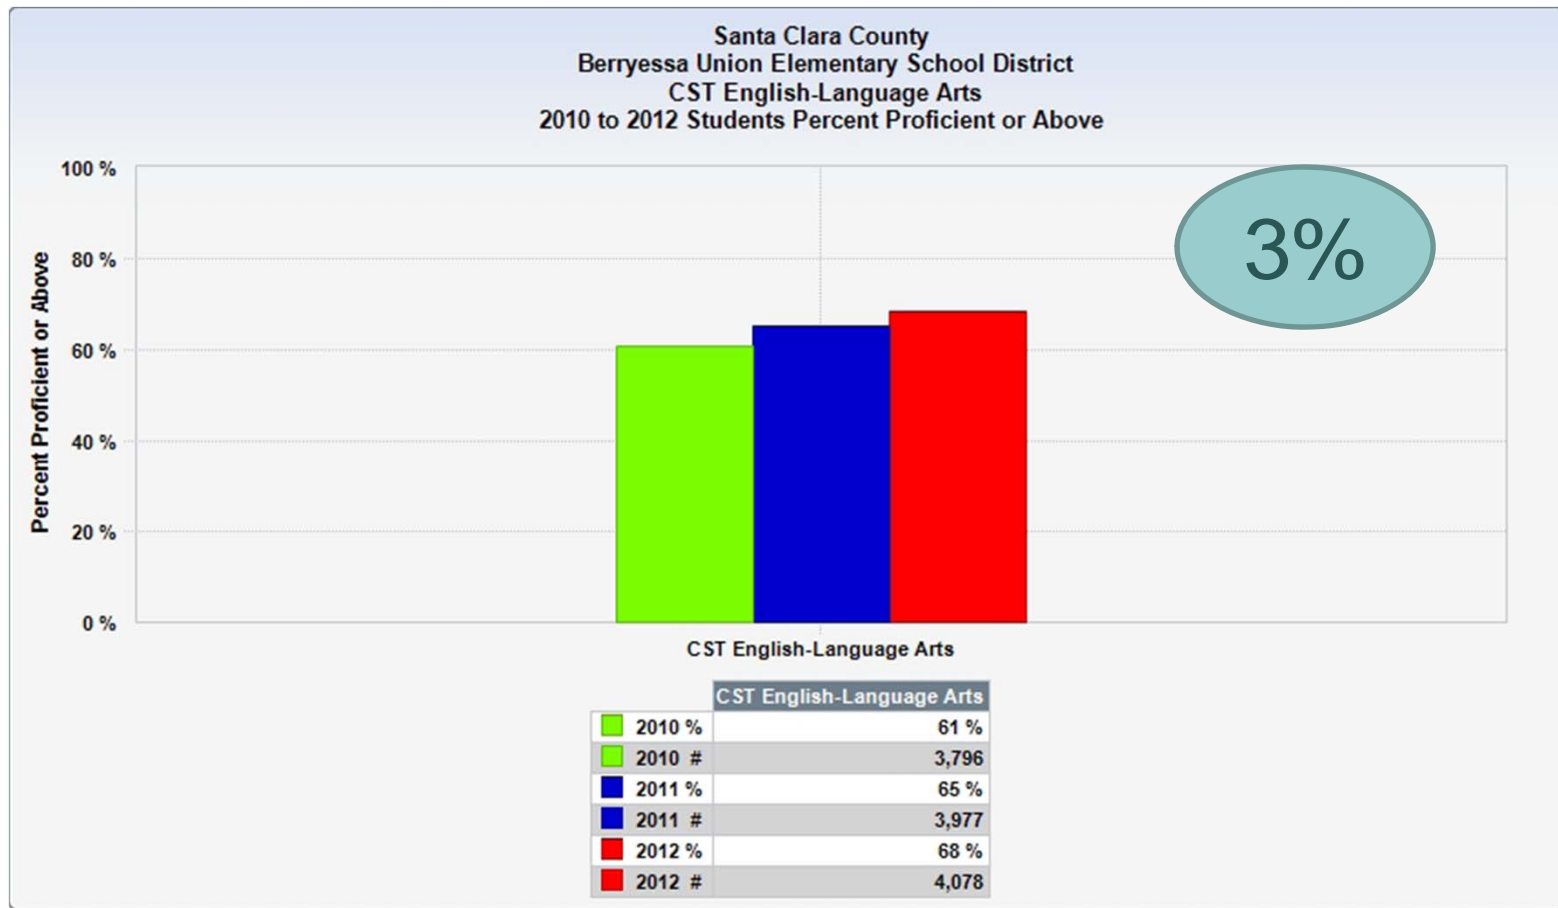 Santa Clara County
Berryessa Union Elementary School District
CST English-Language Arts
2010 to 2012 Students Percent Proficient or Above
100 %
3%
80 %
60 %
40 %
20 %
0 %
Percent Proficient or Above
CST English-Language Arts
CST English-Language Arts
2010 % 61 %
2010 # 3,796
2011 % 65 %
2011 # 3,977
2012 % 68 %
2012 # 4,078